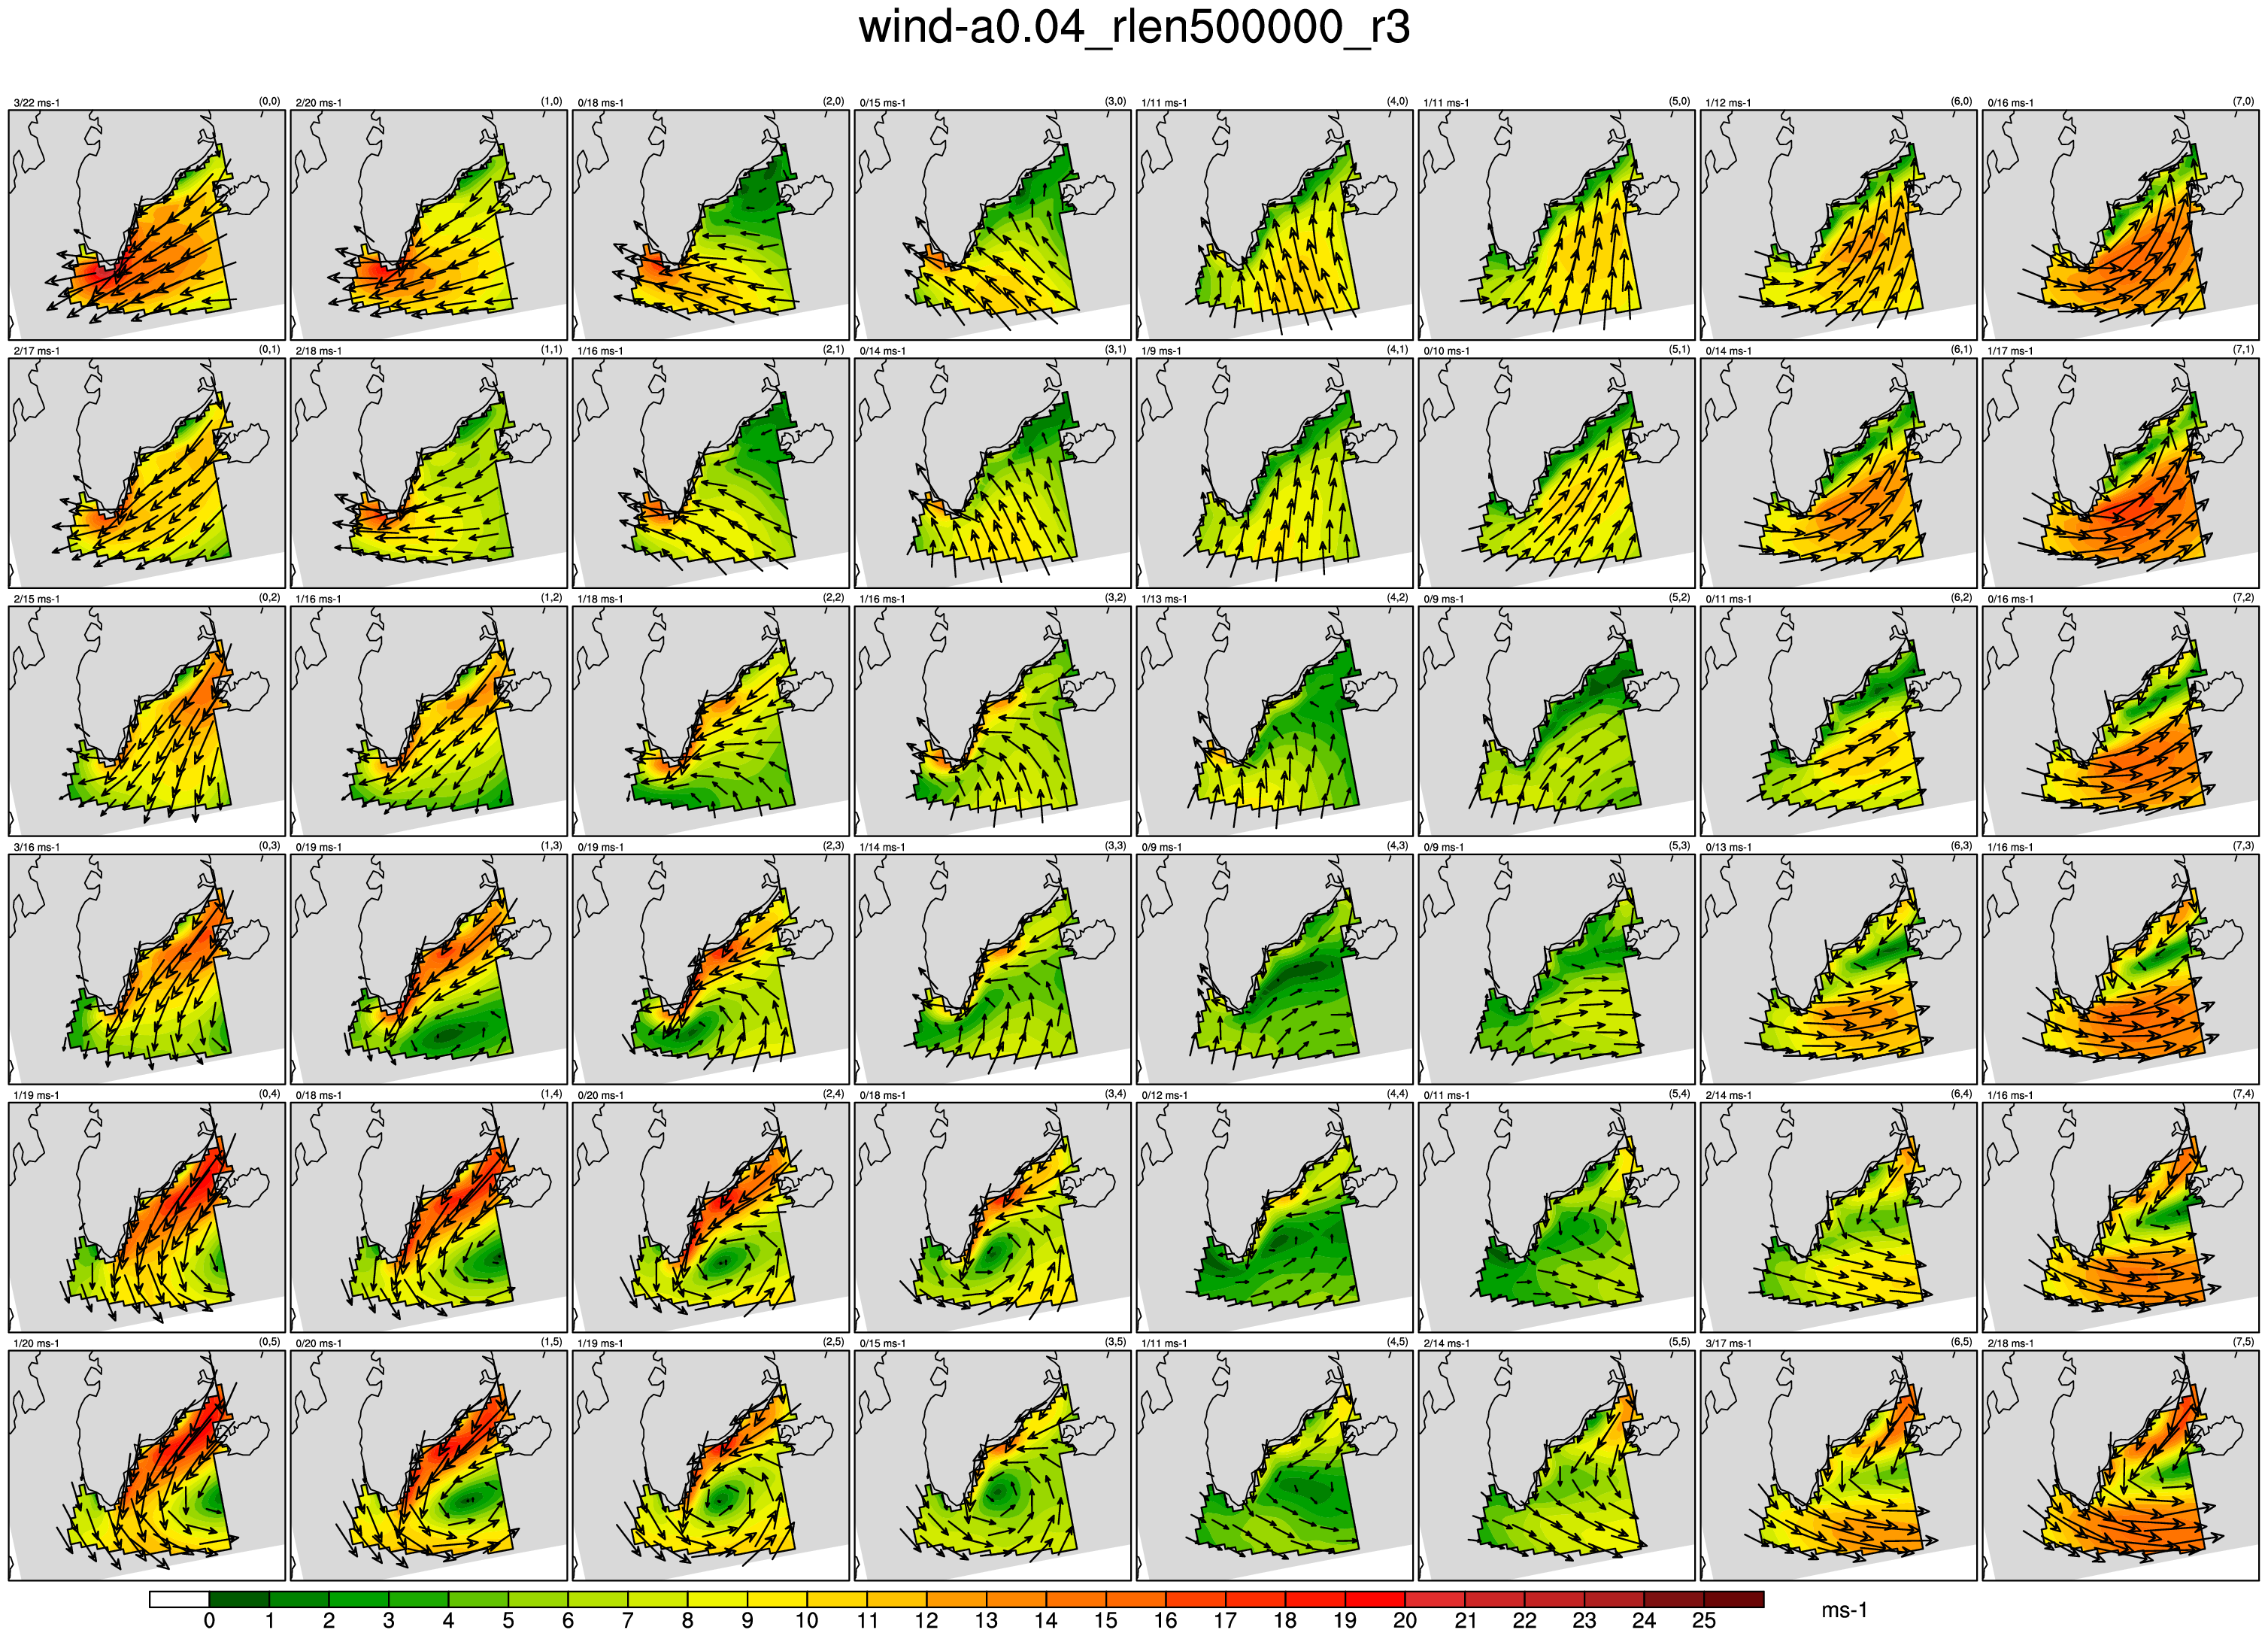 wind-a0.04_rlen500000_r3
3/22 ms-1 (0,0) 2/20 ms-1 (1,0) 0/18 ms-1 (2,0) 0/15 ms-1 (3,0) 1/11 ms-1 (4,0) 1/11 ms-1 (5,0) 1/12 ms-1 (6,0) 0/16 ms-1 (7,0)
2/17 ms-1 (0,1) 2/18 ms-1 (1,1) 1/16 ms-1 (2,1) 0/14 ms-1 (3,1) 1/9 ms-1 (4,1) 0/10 ms-1 (5,1) 0/14 ms-1 (6,1) 1/17 ms-1 (7,1)
2/15 ms-1 (0,2) 1/16 ms-1 (1,2) 1/18 ms-1 (2,2) 1/16 ms-1 (3,2) 1/13 ms-1 (4,2) 0/9 ms-1 (5,2) 0/11 ms-1 (6,2) 0/16 ms-1 (7,2)
3/16 ms-1 (0,3) 0/19 ms-1 (1,3) 0/19 ms-1 (2,3) 1/14 ms-1 (3,3) 0/9 ms-1 (4,3) 0/9 ms-1 (5,3) 0/13 ms-1 (6,3) 1/16 ms-1 (7,3)
1/19 ms-1 (0,4) 0/18 ms-1 (1,4) 0/20 ms-1 (2,4) 0/18 ms-1 (3,4) 0/12 ms-1 (4,4) 0/11 ms-1 (5,4) 2/14 ms-1 (6,4) 1/16 ms-1 (7,4)
1/20 ms-1 (0,5) 0/20 ms-1 (1,5) 1/19 ms-1 (2,5) 0/15 ms-1 (3,5) 1/11 ms-1 (4,5) 2/14 ms-1 (5,5) 3/17 ms-1 (6,5) 2/18 ms-1 (7,5)
0 1 2 3 4 5 6 7 8 9 10 11 12 13 14 15 16 17 18 19 20 21 22 23 24 25 ms-1